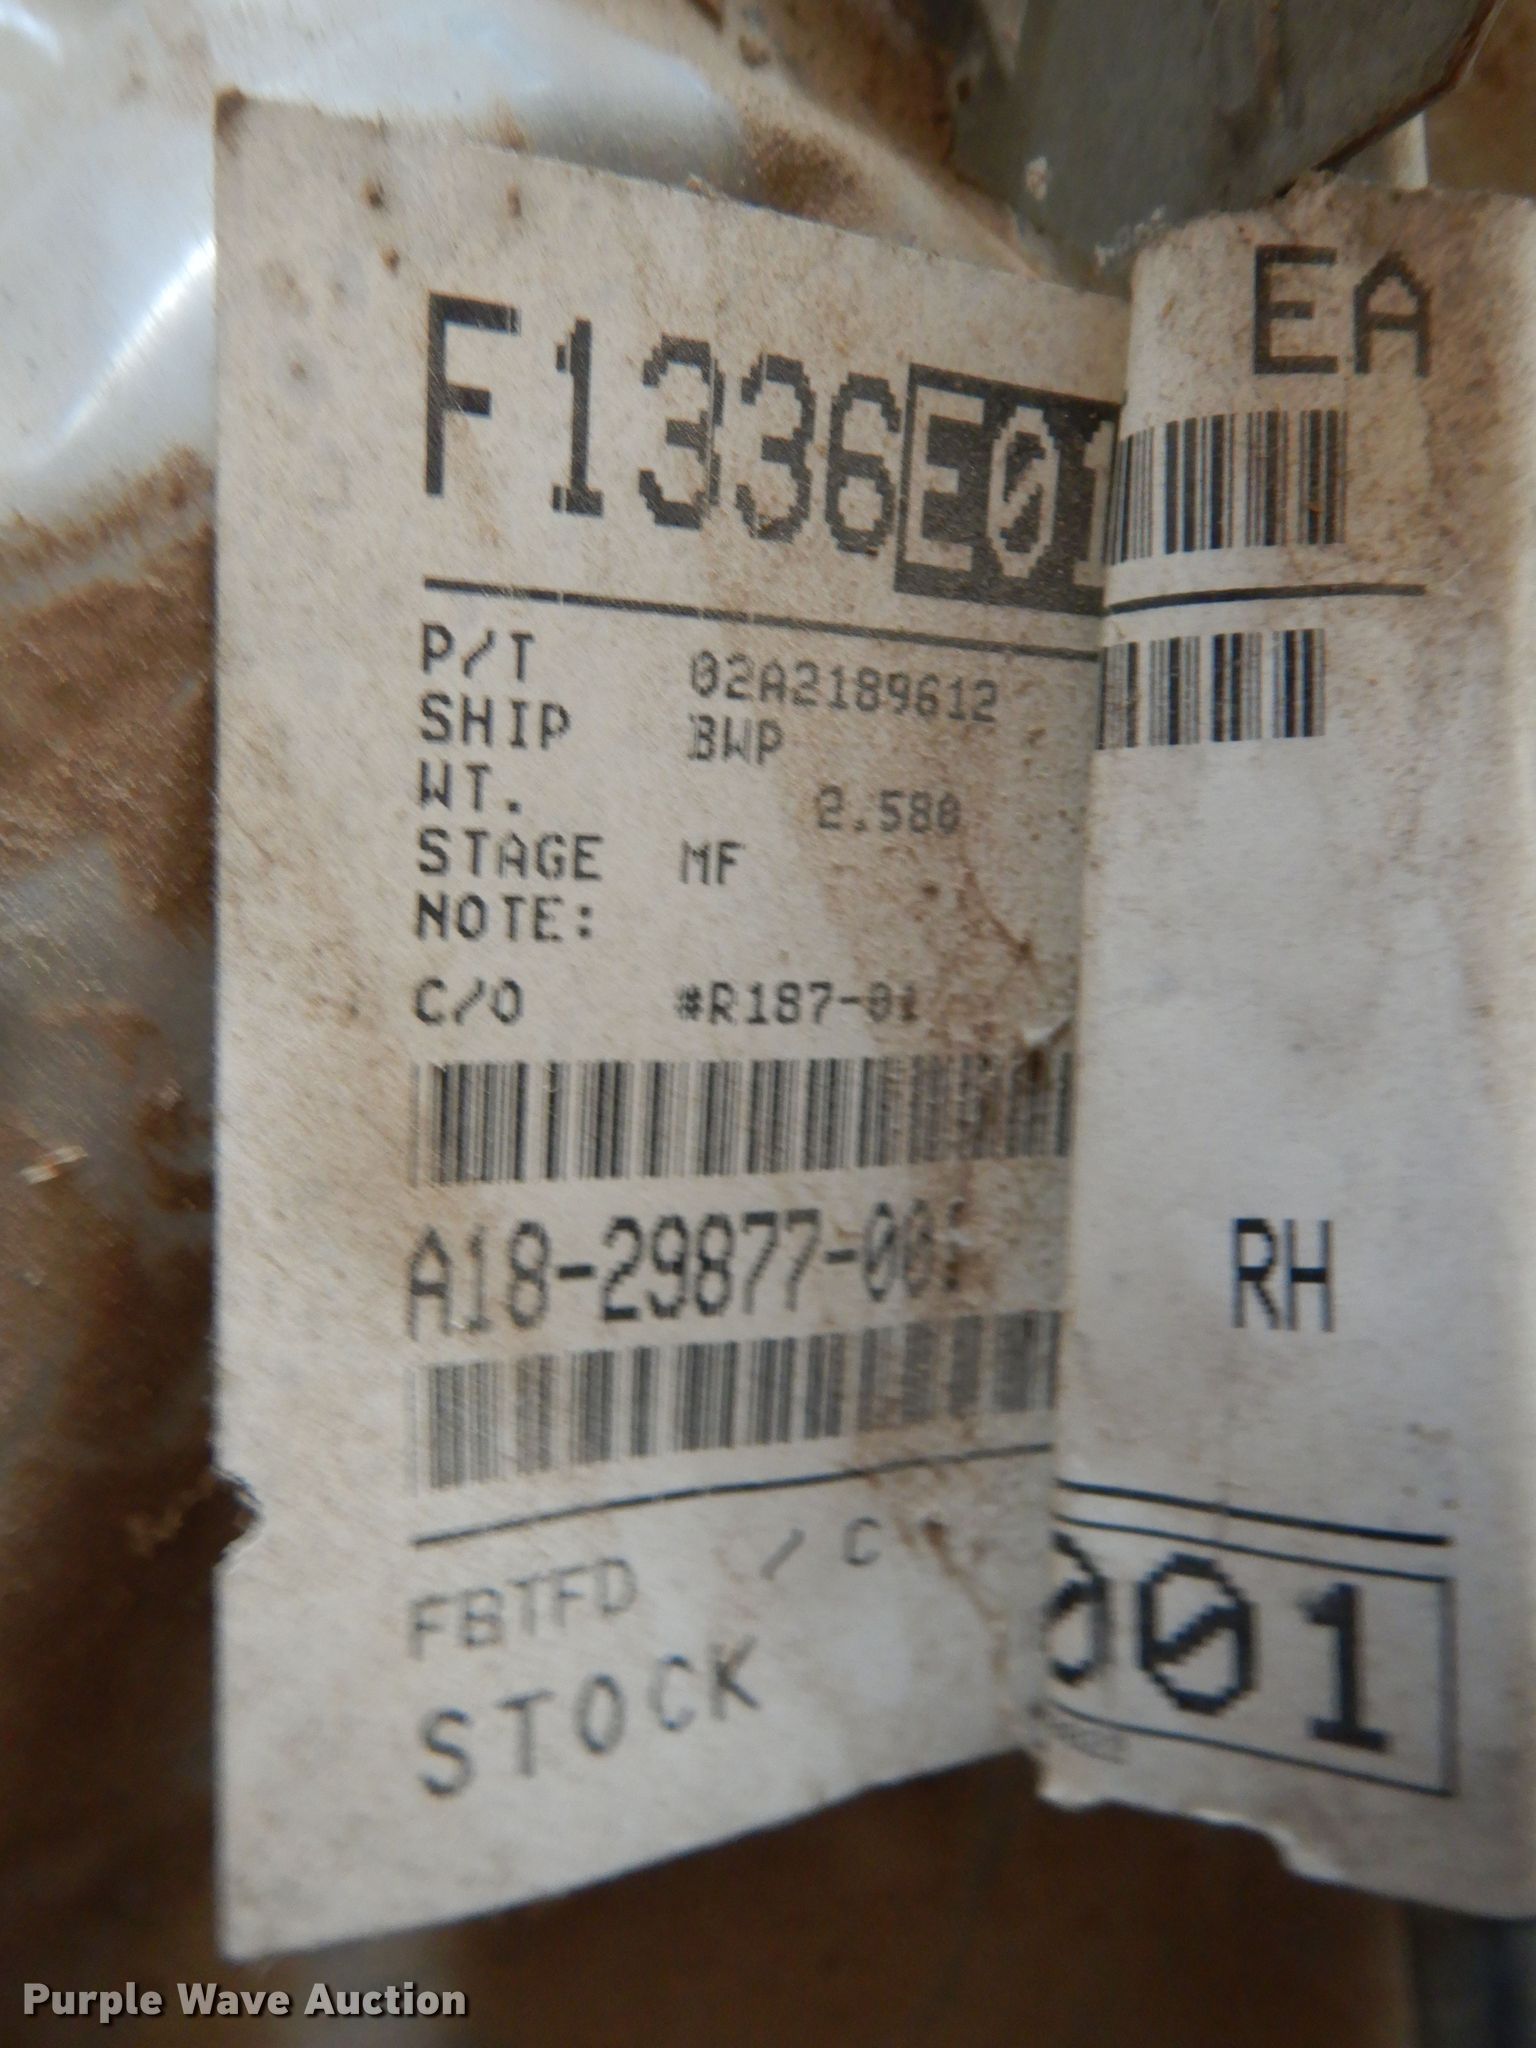 F1336E01
EA
P/T 02A2189612
SHIP BWP
WT. 2.580
STAGE MF
NOTE:
C/O #R187-01
A18-29877-001
RH
FBTFD / C
STOCK
001
Purple Wave Auction